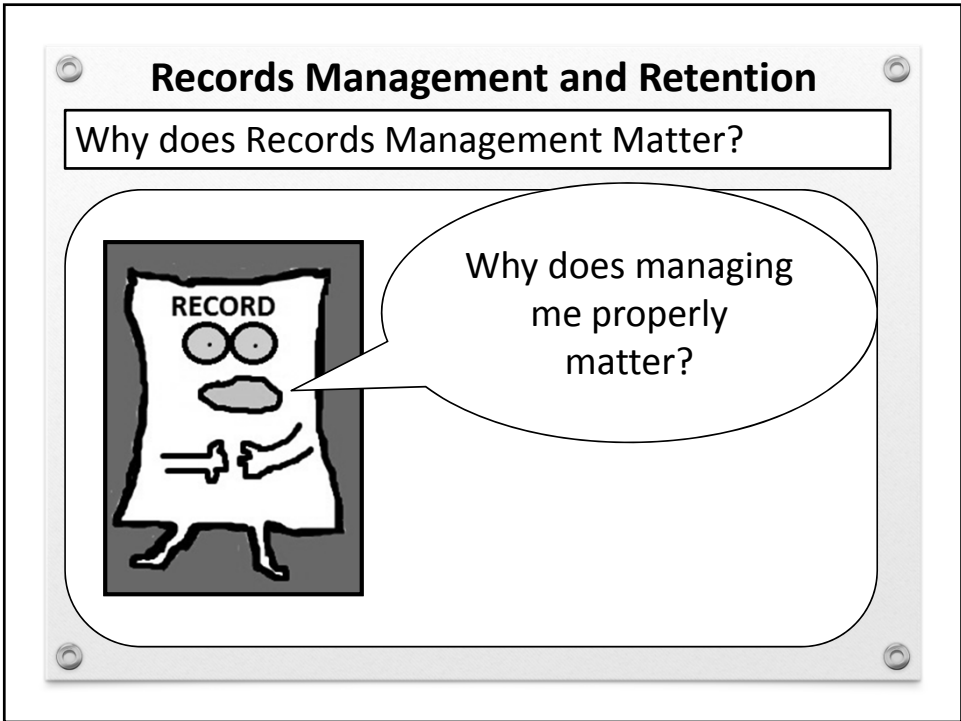 Records Management and Retention
Why does Records Management Matter?
RECORD
Why does managing
me properly
matter?